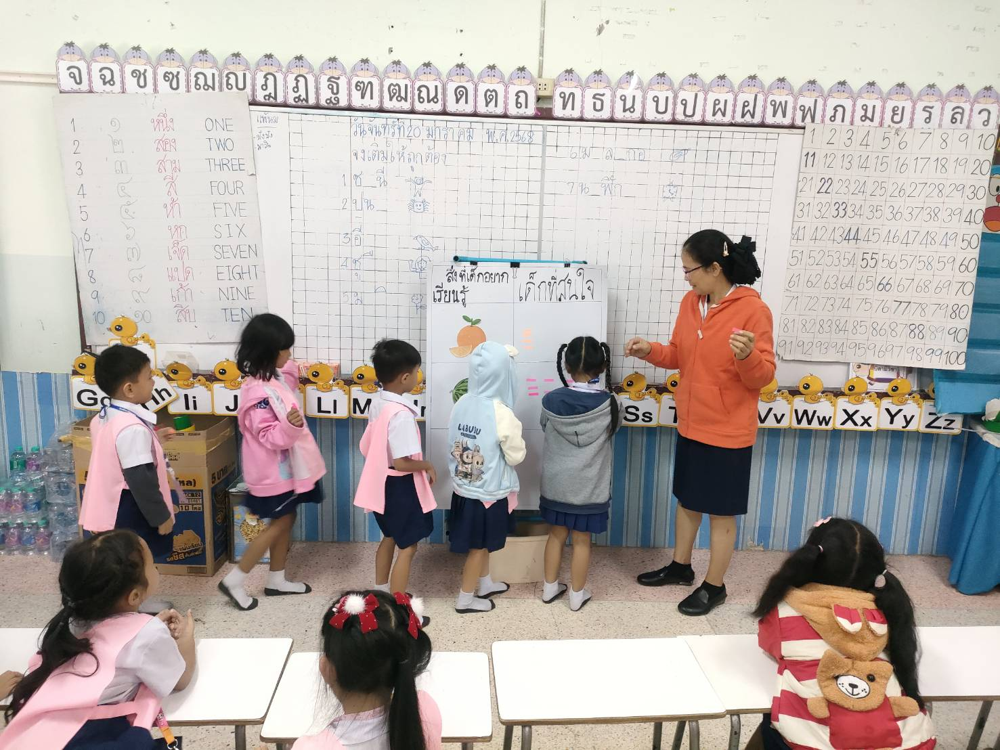 จ ฉ ช ซ ฌ ญ ฎ ฏ ฐ ฑ ฒ ณ ด ต ถ ท ธ น บ ป ผ ฝ พ ฟ ภ ม ย ร ล ว
1 ๑ หนึ่ง ONE
2 ๒ สอง TWO
3 ๓ สาม THREE
4 ๔ สี่ FOUR
5 ๕ ห้า FIVE
6 ๖ หก SIX
7 ๗ เจ็ด SEVEN
8 ๘ แปด EIGHT
9 ๙ เก้า NINE
10 ๑๐ สิบ TEN
วันจันทร์ที่ 20 มกราคม พ.ศ.2568
จงเติมให้ถูกต้อง
1 ช_นี
2 ปูน_
3 อี
4 ช
5 ม
6 ม_ล_กอ
7 น_ฬิก
สิ่งที่เด็กอยาก
เรียนรู้
เด็กที่สนใจ
1 2 3 4 5 6 7 8 9 10
11 12 13 14 15 16 17 18 19 20
21 22 23 24 25 26 27 28 29 30
31 32 33 34 35 36 37 38 39 40
41 42 43 44 45 46 47 48 49 50
51 52 53 54 55 56 57 58 59 60
61 62 63 64 65 66 67 68 69 70
71 72 73 74 75 76 77 78 79 80
81 82 83 84 85 86 87 88 89 90
91 92 93 94 95 96 97 98 99 100
Ii J Ll M Ss T Vv Ww Xx Yy Zz
LABUBU
5 บาท